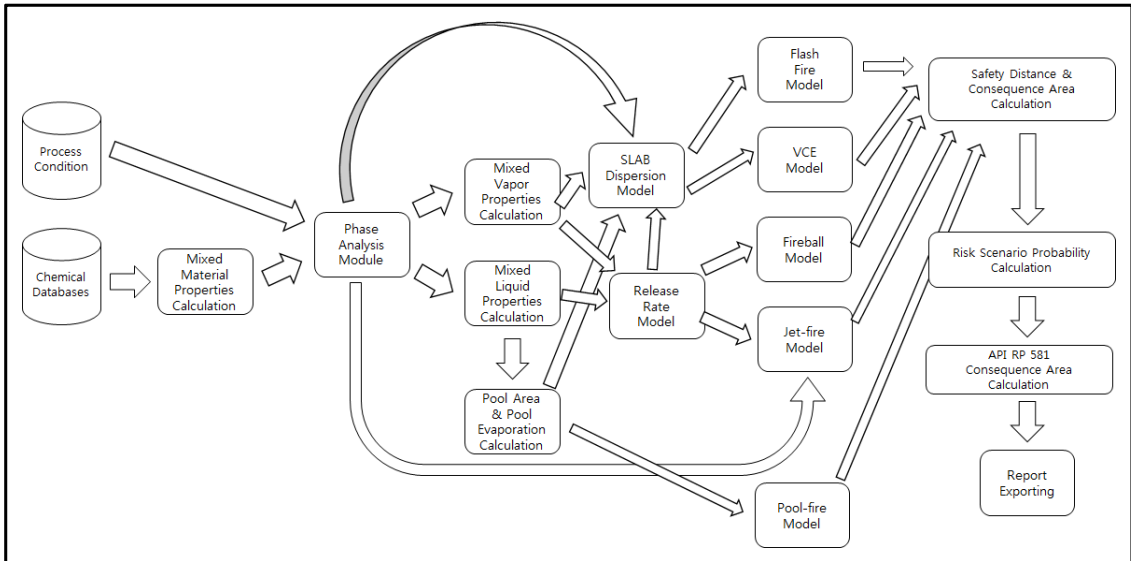 Process
Condition
Chemical
Databases
Mixed
Material
Properties
Calculation
Phase
Analysis
Module
Mixed
Vapor
Properties
Calculation
Mixed
Liquid
Properties
Calculation
Pool Area
& Pool
Evaporation
Calculation
SLAB
Dispersion
Model
Release
Rate
Model
Flash
Fire
Model
VCE
Model
Fireball
Model
Jet-fire
Model
Pool-fire
Model
Safety Distance &
Consequence Area
Calculation
Risk Scenario Probability
Calculation
API RP 581
Consequence Area
Calculation
Report
Exporting